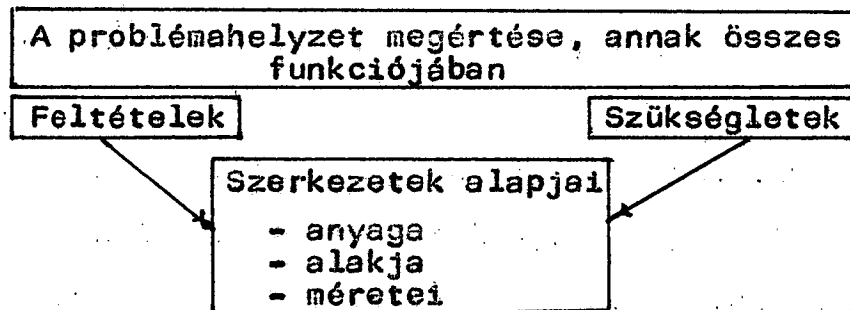 A problémahelyzet megértése, annak összes
funkciójában
Feltételek
Szükségletek
Szerkezetek alapjai
- anyaga
- alakja
- méretei